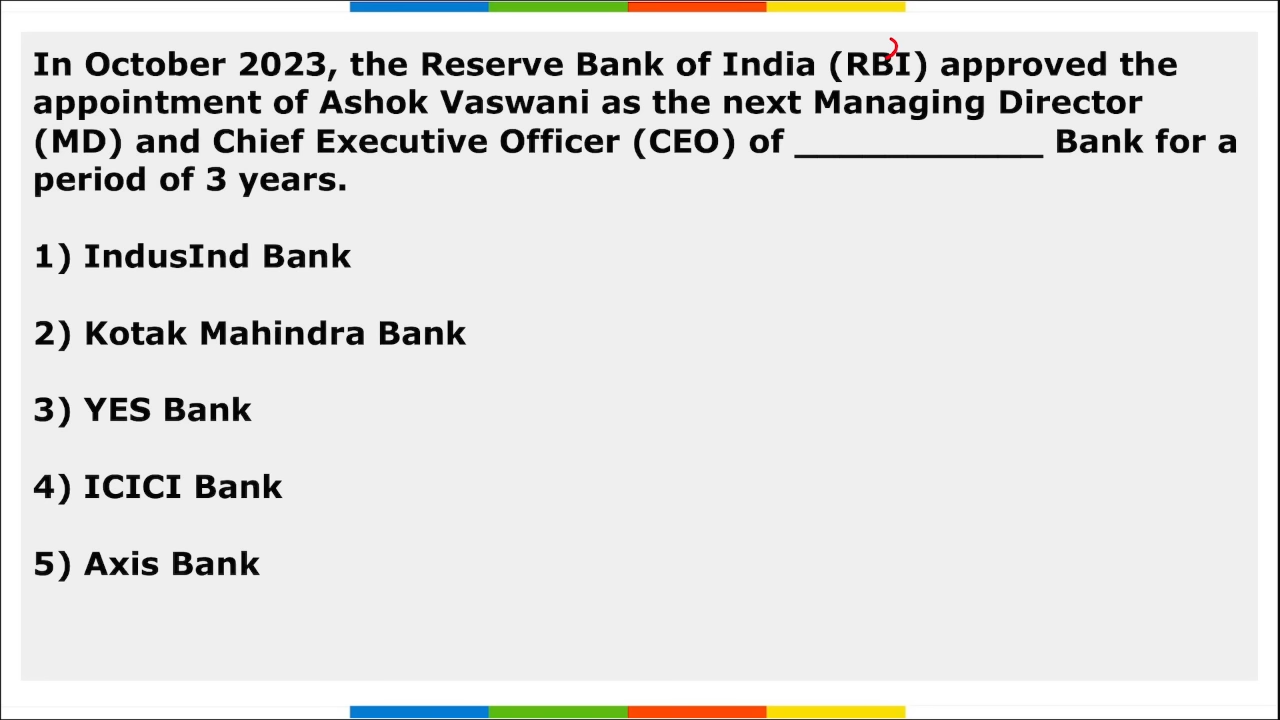 In October 2023, the Reserve Bank of India (RBI) approved the
appointment of Ashok Vaswani as the next Managing Director
(MD) and Chief Executive Officer (CEO) of _____________ Bank for a
period of 3 years.
1) IndusInd Bank
2) Kotak Mahindra Bank
3) YES Bank
4) ICICI Bank
5) Axis Bank